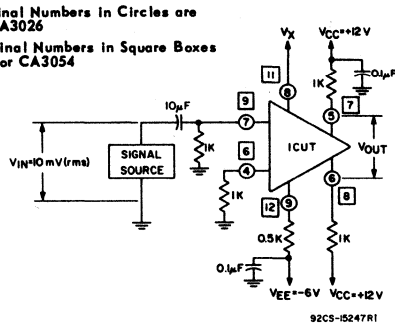 inal Numbers in Circles are
A3026
inal Numbers in Square Boxes
or CA3054
VX
VCC=+12V
11
8
1K
0.1µF
10µF
9
7
7
5
VIN=10mV(rms)
SIGNAL
SOURCE
1K
6
4
ICUT
VOUT
6
8
1K
12
9
0.5K
1K
0.1µF
VEE=-6V
VCC=+12V
92CS-15247R1